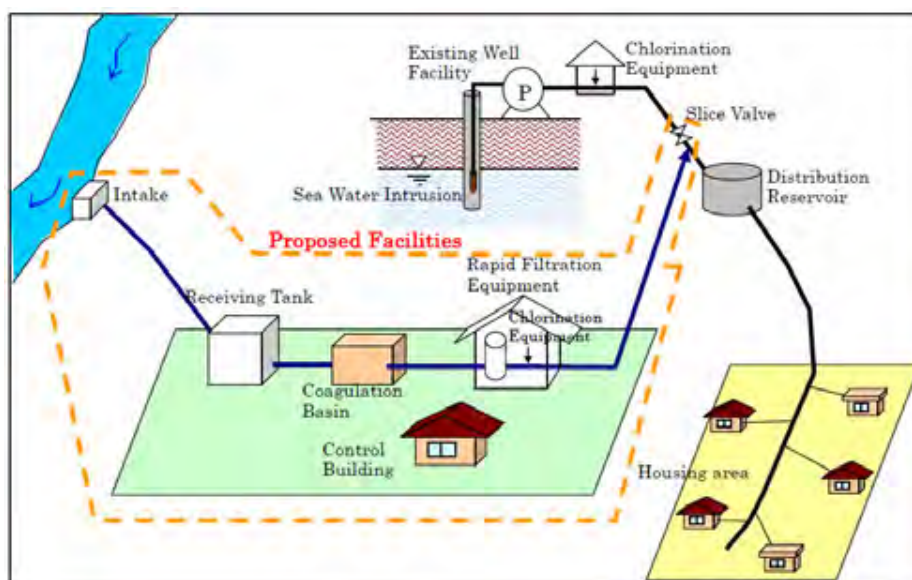 Existing Well
Facility
P
Chlorination
Equipment
Slice Valve
Intake
Sea Water Intrusion
Distribution
Reservoir
Proposed Facilities
Rapid Filtration
Equipment
Receiving Tank
Chlorination
Equipment
Coagulation
Basin
Control
Building
Housing area